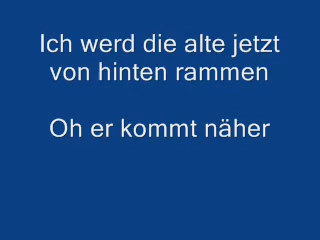 Ich werd die alte jetzt
von hinten rammen
Oh er kommt näher